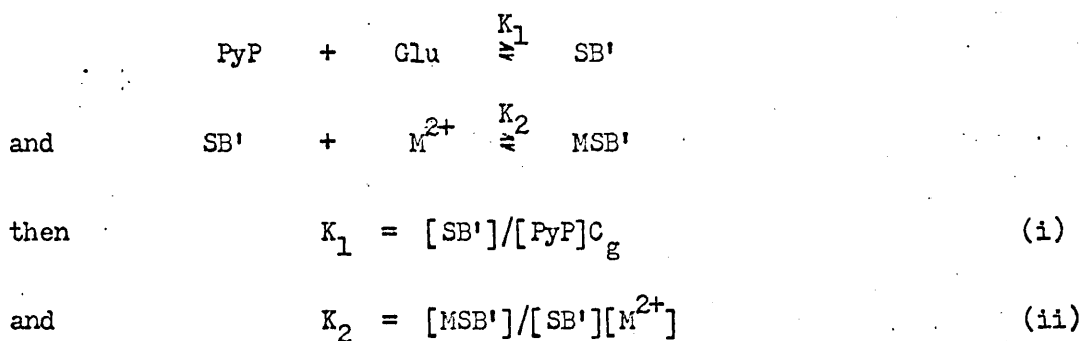 PyP + Glu K₁ ⇌ SB'
and SB' + M²⁺ K₂ ⇌ MSB'
then K₁ = [SB']/[PyP]C_g (i)
and K₂ = [MSB']/[SB'][M²⁺] (ii)